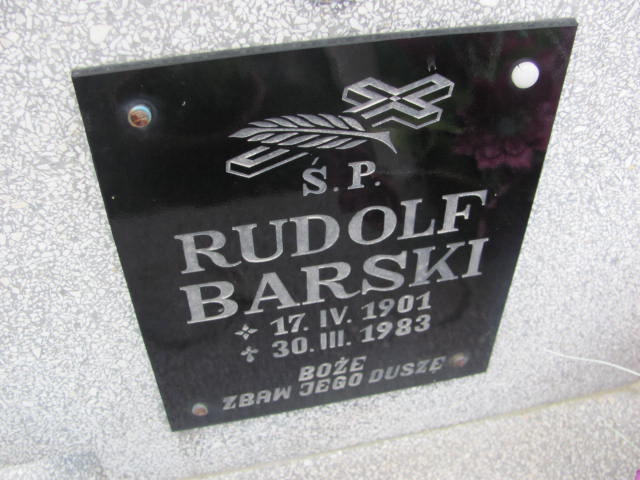 Ś.P.
RUDOLF
BARSKI
17. IV. 1901
30. III. 1983
BOŻE
ZBAW JEGO DUSZĘ